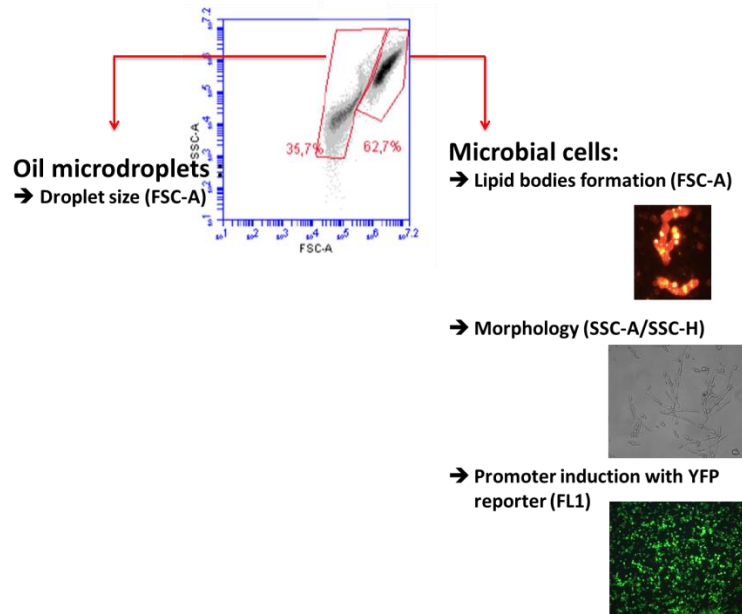 Oil microdroplets
➔ Droplet size (FSC-A)
SSC-A
35,7%
62,7%
FSC-A
Microbial cells:
➔ Lipid bodies formation (FSC-A)
➔ Morphology (SSC-A/SSC-H)
➔ Promoter induction with YFP
reporter (FL1)